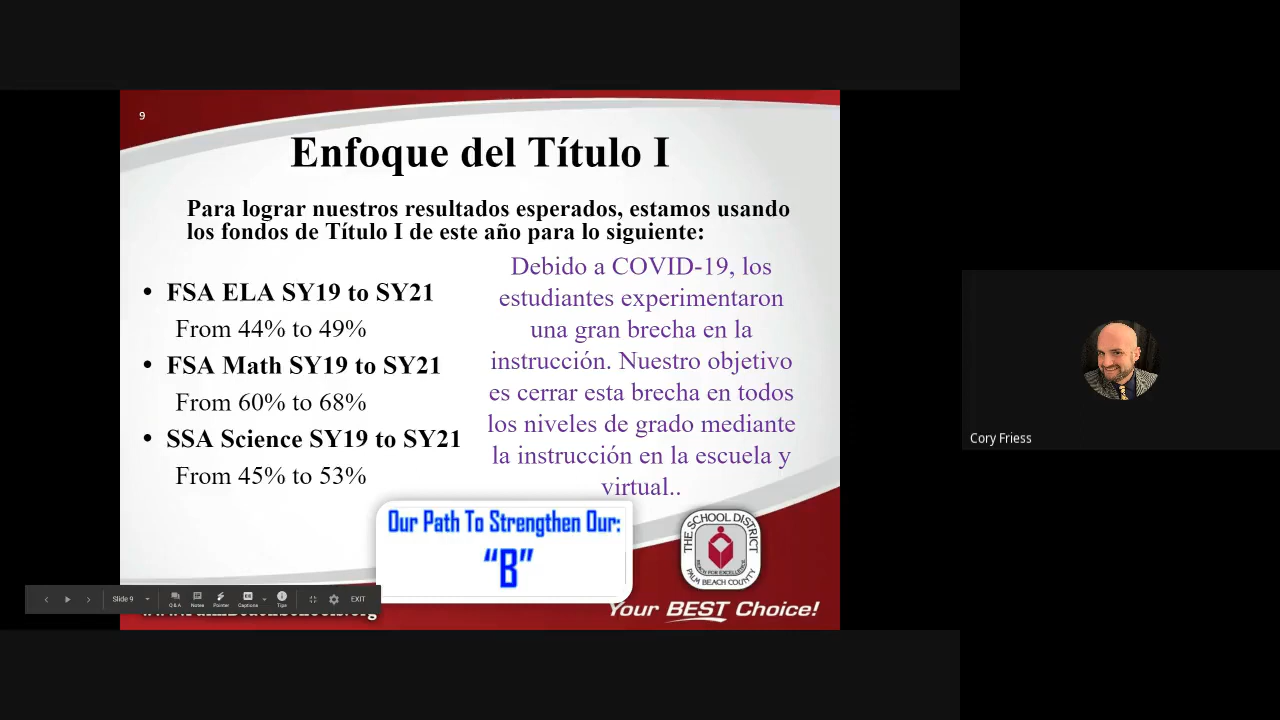 9
Enfoque del Título I
Para lograr nuestros resultados esperados, estamos usando
los fondos de Título I de este año para lo siguiente:
• FSA ELA SY19 to SY21
From 44% to 49%
• FSA Math SY19 to SY21
From 60% to 68%
• SSA Science SY19 to SY21
From 45% to 53%
Debido a COVID-19, los
estudiantes experimentaron
una gran brecha en la
instrucción. Nuestro objetivo
es cerrar esta brecha en todos
los niveles de grado mediante
la instrucción en la escuela y
virtual..
Our Path To Strengthen Our:
“B”
THE SCHOOL DISTRICT
PALM BEACH COUNTY
Your BEST Choice!
Slide 9
Q&A
Notes
Pointer
Captions
Tips
EXIT
Cory Friess